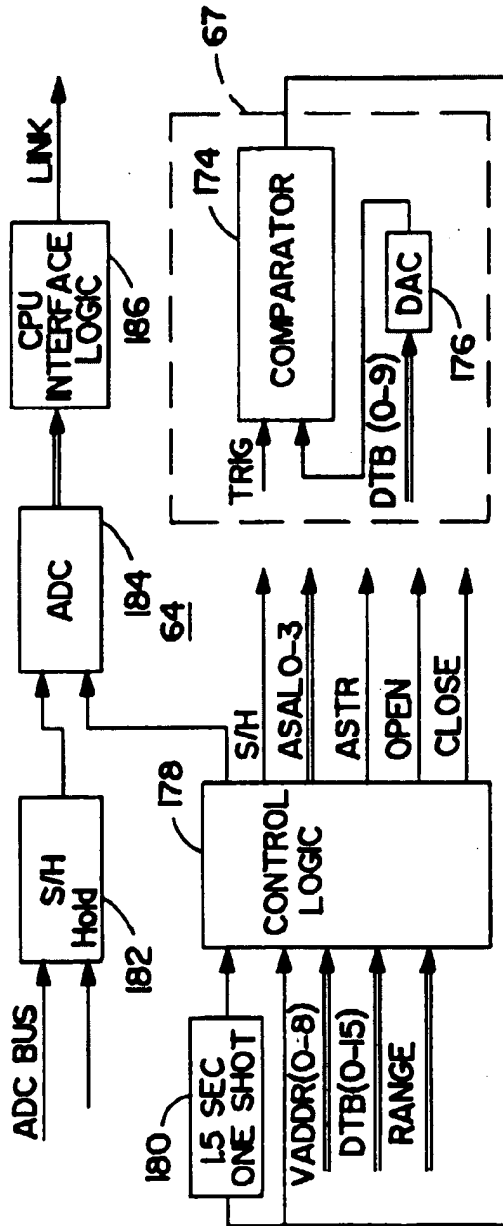 ADC BUS
S/H
Hold
182
ADC
184
64
CPU
INTERFACE
LOGIC
186
LINK
180
1.5 SEC
ONE SHOT
VADDR(0-8)
DTB(0-15)
RANGE
178
CONTROL
LOGIC
S/H
ASALO-3
ASTR
OPEN
CLOSE
67
174
COMPARATOR
TRIG
DTB (0-9)
DAC
176